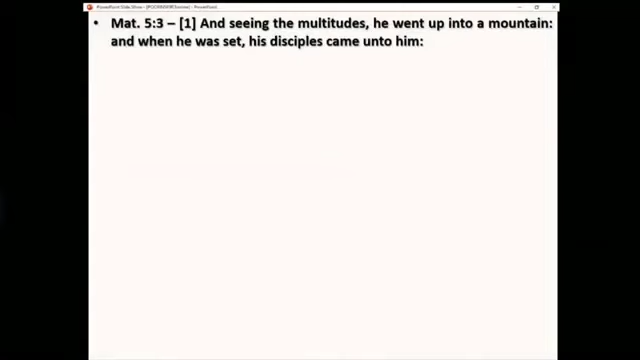 • Mat. 5:3 – [1] And seeing the multitudes, he went up into a mountain:
and when he was set, his disciples came unto him: